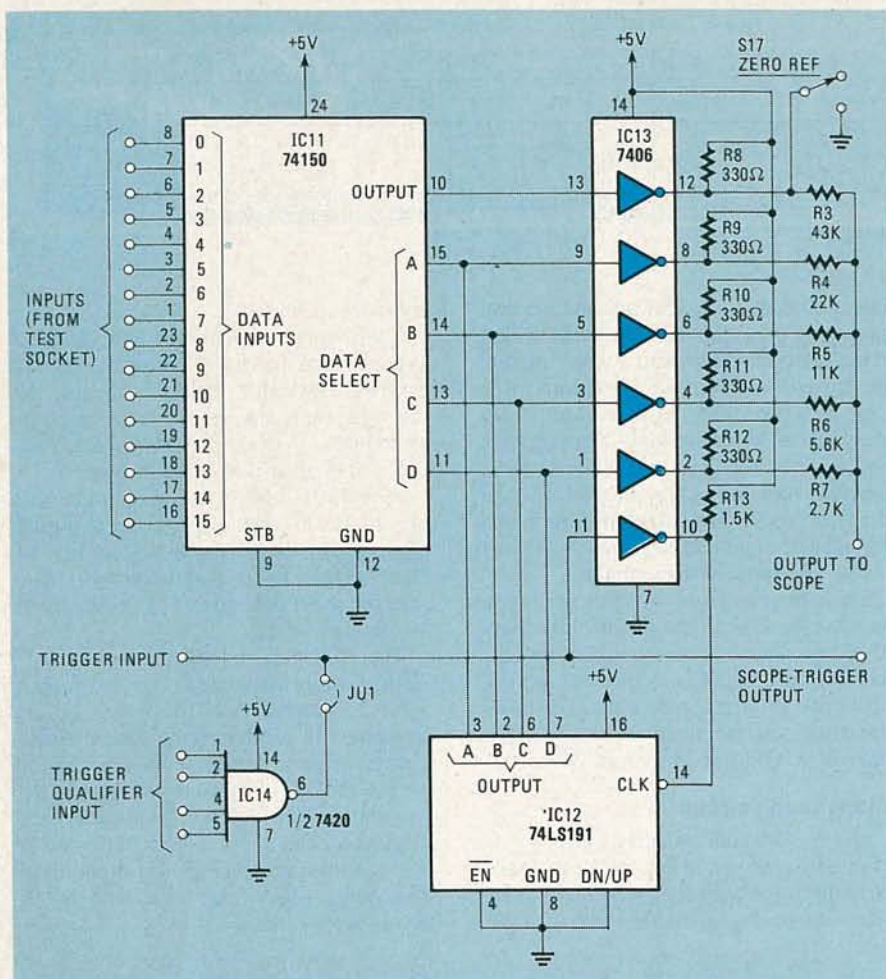 +5V
24
IC11
74150
8 0
7 1
6 2
5 3
4 4
3 5
2 6
1 7
23 8
22 9
21 10
20 11
19 12
18 13
17 14
16 15
INPUTS
(FROM
TEST
SOCKET)
DATA
INPUTS
OUTPUT 10
DATA
SELECT
A 15
B 14
C 13
D 11
STB
9
GND
12
+5V
14
IC13
7406
13 12
9 8
5 6
3 4
1 2
11 10
7
S17
ZERO REF
R8
330Ω
R9
330Ω
R10
330Ω
R11
330Ω
R12
330Ω
R13
1.5K
R3
43K
R4
22K
R5
11K
R6
5.6K
R7
2.7K
OUTPUT TO
SCOPE
TRIGGER INPUT
SCOPE-TRIGGER
OUTPUT
JU1
+5V
14
TRIGGER
QUALIFIER
INPUT
1
2
4
5
IC14
6
1/2 7420
7
+5V
16
3 2 6 7
A B C D
OUTPUT
CLK 14
IC12
74LS191
EN GND DN/UP
4 8